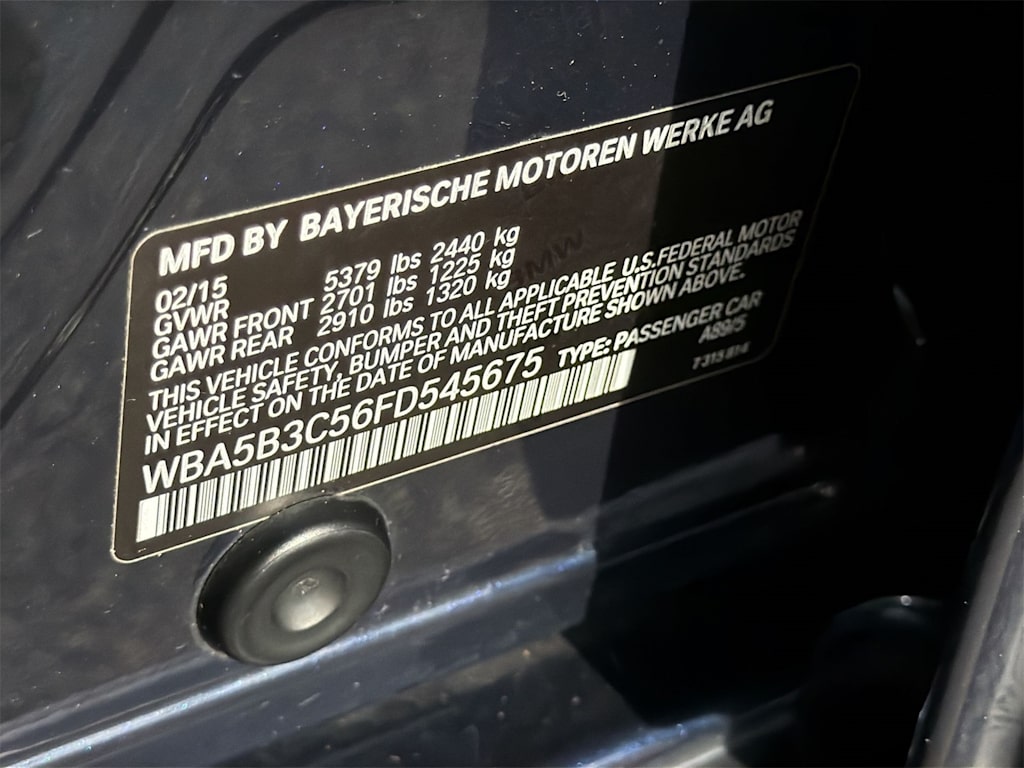 MFD BY BAYERISCHE MOTOREN WERKE AG
02/15
GVWR 5379 lbs 2440 kg
GAWR FRONT 2701 lbs 1225 kg
GAWR REAR 2910 lbs 1320 kg
THIS VEHICLE CONFORMS TO ALL APPLICABLE U.S.FEDERAL MOTOR
VEHICLE SAFETY, BUMPER AND THEFT PREVENTION STANDARDS
IN EFFECT ON THE DATE OF MANUFACTURE SHOWN ABOVE.
WBA5B3C56FD545675 TYPE: PASSENGER CAR